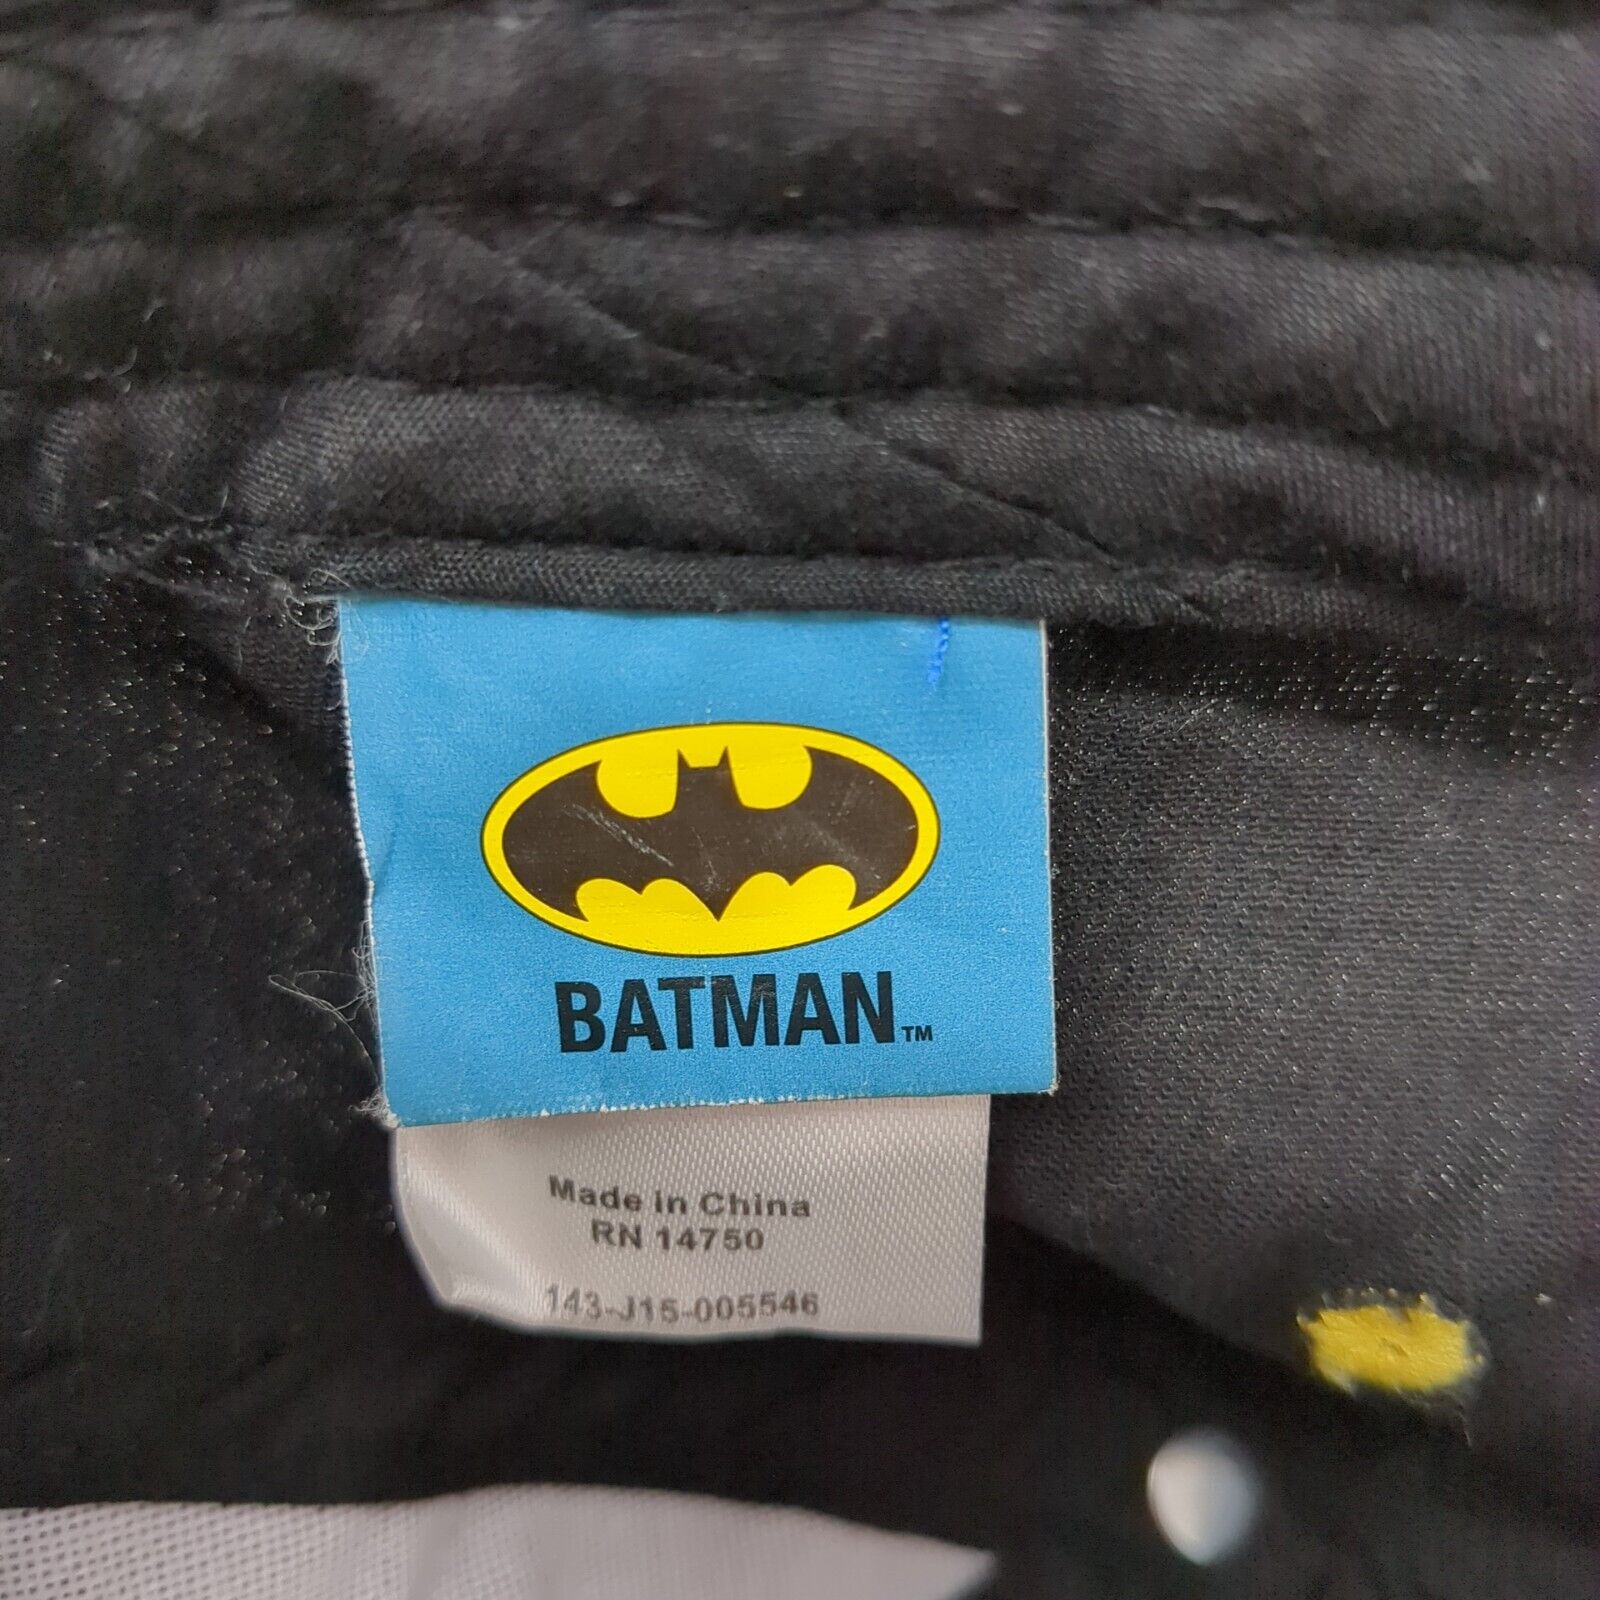 BATMAN™
Made in China
RN 14750
143-J15-005546